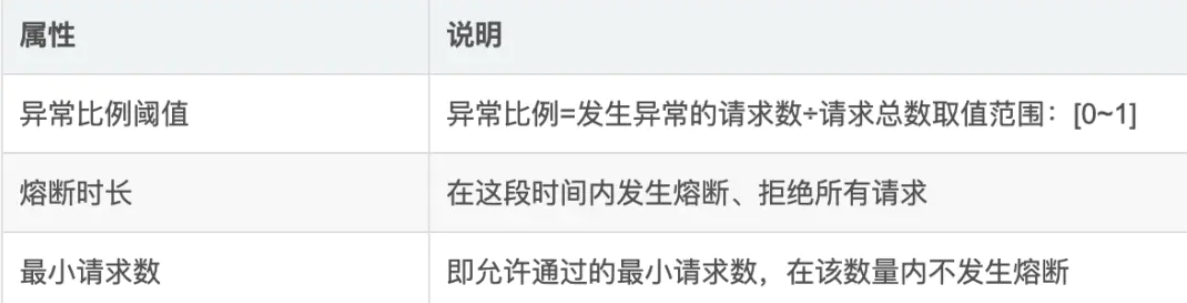 属性 说明
异常比例阈值 异常比例=发生异常的请求数÷请求总数取值范围：[0~1]
熔断时长 在这段时间内发生熔断、拒绝所有请求
最小请求数 即允许通过的最小请求数，在该数量内不发生熔断